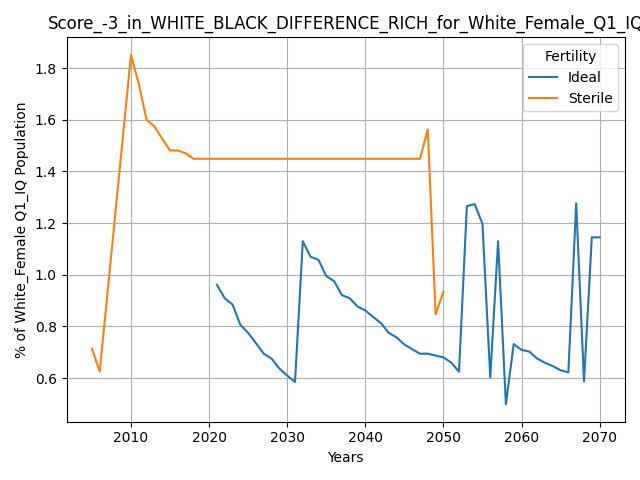 Score_-3_in_WHITE_BLACK_DIFFERENCE_RICH_for_White_Female_Q1_IQ
% of White_Female Q1_IQ Population
1.8
1.6
1.4
1.2
1.0
0.8
0.6
Fertility
Ideal
Sterile
2010 2020 2030 2040 2050 2060 2070
Years